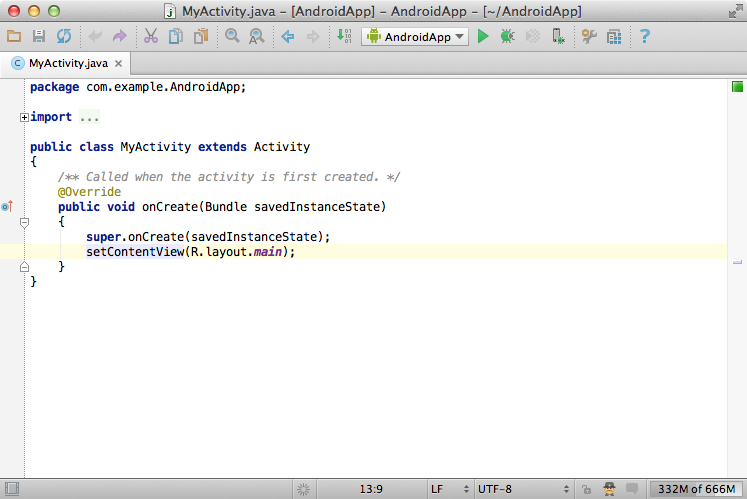 MyActivity.java – [AndroidApp] – AndroidApp – [~/AndroidApp]
AndroidApp
MyActivity.java
package com.example.AndroidApp;
import ...
public class MyActivity extends Activity
{
/** Called when the activity is first created. */
@Override
public void onCreate(Bundle savedInstanceState)
{
super.onCreate(savedInstanceState);
setContentView(R.layout.main);
}
}
13:9 LF UTF-8 332M of 666M